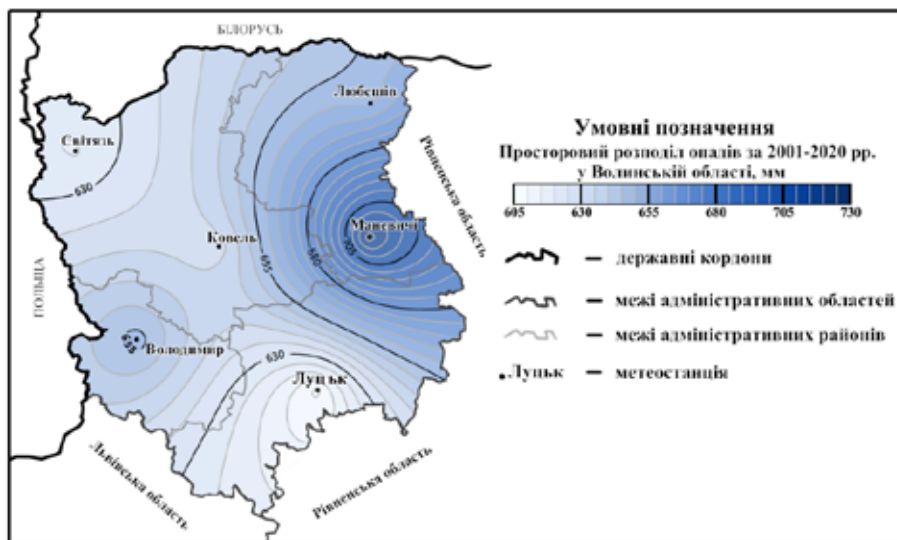 БІЛОРУСЬ
Любешів
Світязь
630
Рівненська область
Маневичі
705
Ковель
655
680
ПОЛЬЩА
655
Володимир
630
Луцьк
Львівська область
Рівненська область
Умовні позначення
Просторовий розподіл опадів за 2001-2020 рр.
у Волинській області, мм
605 630 655 680 705 730
– державні кордони
– межі адміністративних областей
– межі адміністративних районів
Луцьк – метеостанція